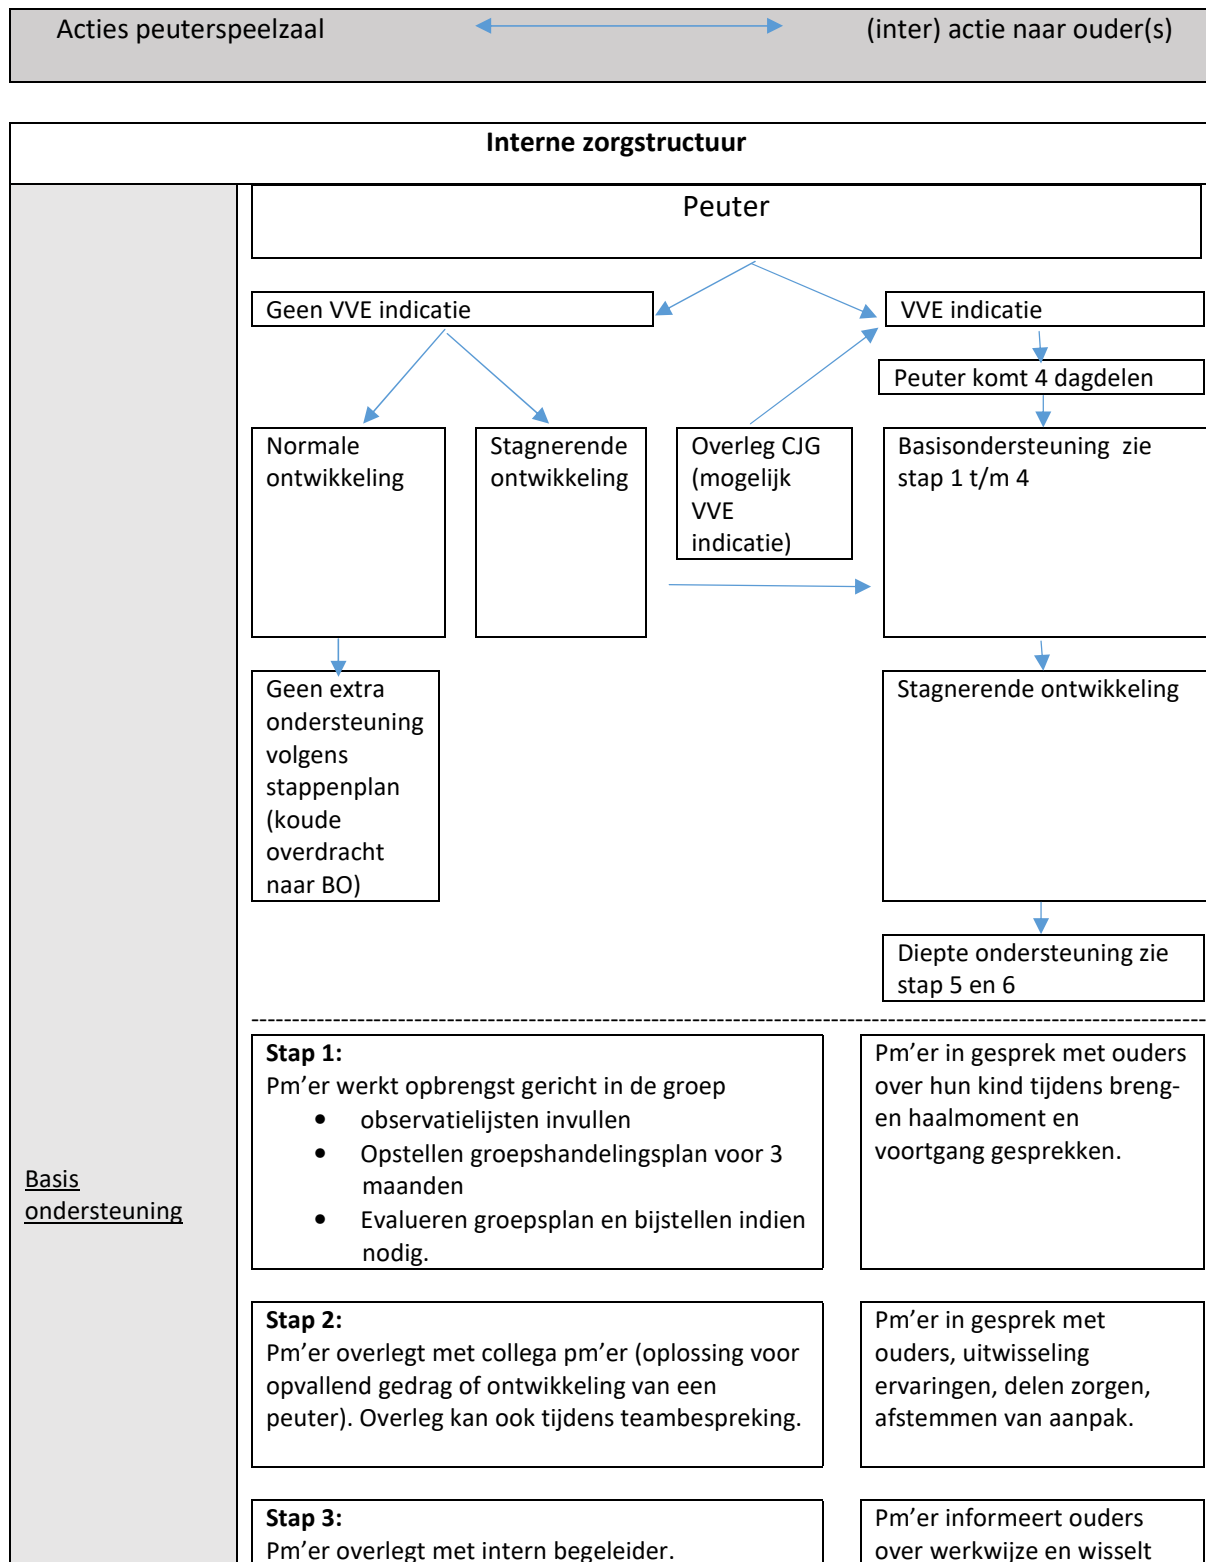 Acties peuterspeelzaal (inter) actie naar ouder(s)
Interne zorgstructuur
Peuter
Geen VVE indicatie
VVE indicatie
Peuter komt 4 dagdelen
Normale
ontwikkeling
Stagnerende
ontwikkeling
Overleg CJG
(mogelijk
VVE
indicatie)
Basisondersteuning zie
stap 1 t/m 4
Geen extra
ondersteuning
volgens
stappenplan
(koude
overdracht
naar BO)
Stagnerende ontwikkeling
Diepte ondersteuning zie
stap 5 en 6
Basis
ondersteuning
Stap 1:
Pm’er werkt opbrengst gericht in de groep
• observatielijsten invullen
• Opstellen groepshandelingsplan voor 3
maanden
• Evalueren groepsplan en bijstellen indien
nodig.
Pm’er in gesprek met ouders
over hun kind tijdens breng-
en haalmoment en
voortgang gesprekken.
Stap 2:
Pm’er overlegt met collega pm’er (oplossing voor
opvallend gedrag of ontwikkeling van een
peuter). Overleg kan ook tijdens teambespreking.
Pm’er in gesprek met
ouders, uitwisseling
ervaringen, delen zorgen,
afstemmen van aanpak.
Stap 3:
Pm’er overlegt met intern begeleider.
Pm’er informeert ouders
over werkwijze en wisselt